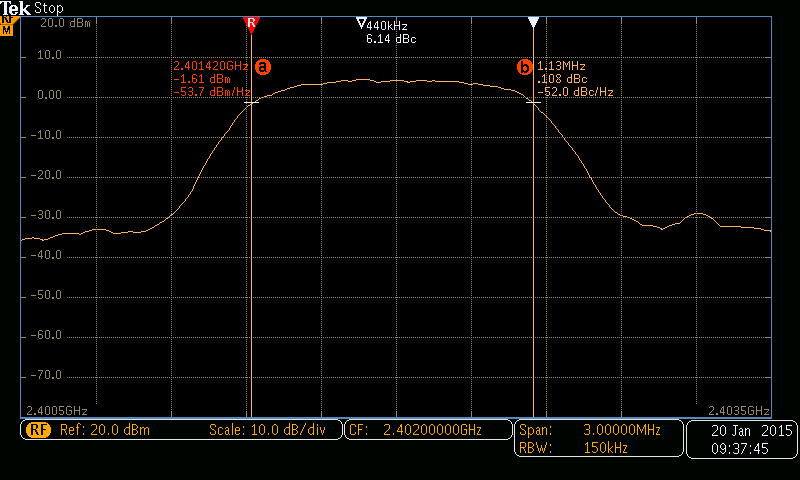 Tek Stop
RF
M
20.0 dBm
R
440kHz
6.14 dBc
10.0
2.401420GHz
-1.61 dBm
-53.7 dBm/Hz
a
b
1.13MHz
.108 dBc
-52.0 dBc/Hz
0.00
-10.0
-20.0
-30.0
-40.0
-50.0
-60.0
-70.0
2.4005GHz
2.4035GHz
RF Ref: 20.0 dBm Scale: 10.0 dB/div
CF: 2.40200000GHz
Span: 3.00000MHz
RBW: 150kHz
20 Jan 2015
09:37:45